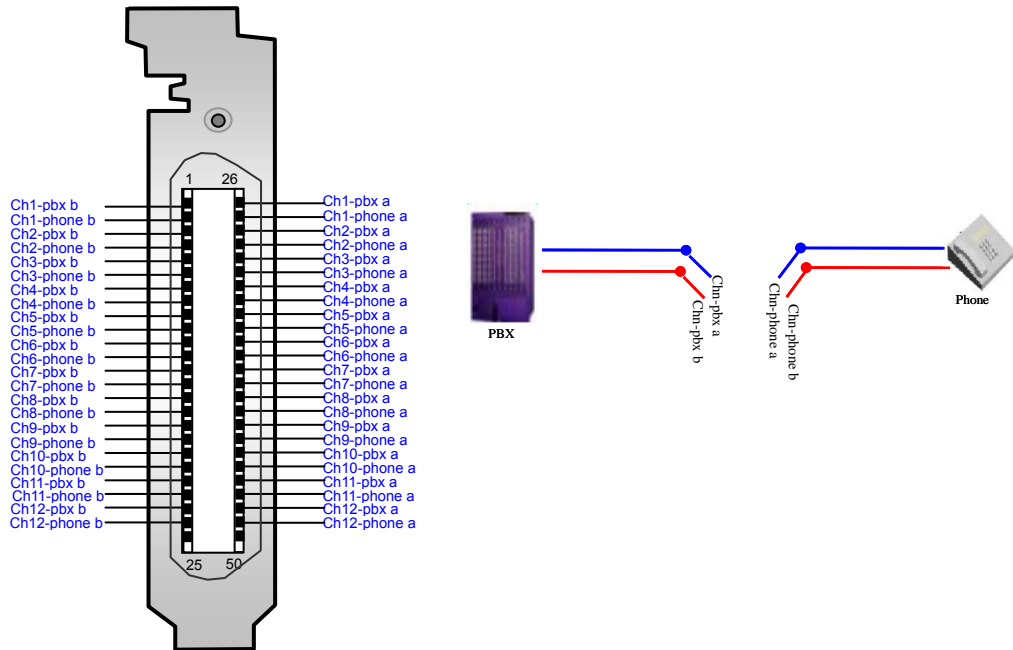 1 26
Ch1-pbx b
Ch1-phone b
Ch2-pbx b
Ch2-phone b
Ch3-pbx b
Ch3-phone b
Ch4-pbx b
Ch4-phone b
Ch5-pbx b
Ch5-phone b
Ch6-pbx b
Ch6-phone b
Ch7-pbx b
Ch7-phone b
Ch8-pbx b
Ch8-phone b
Ch9-pbx b
Ch9-phone b
Ch10-pbx b
Ch10-phone b
Ch11-pbx b
Ch11-phone b
Ch12-pbx b
Ch12-phone b
Ch1-pbx a
Ch1-phone a
Ch2-pbx a
Ch2-phone a
Ch3-pbx a
Ch3-phone a
Ch4-pbx a
Ch4-phone a
Ch5-pbx a
Ch5-phone a
Ch6-pbx a
Ch6-phone a
Ch7-pbx a
Ch7-phone a
Ch8-pbx a
Ch8-phone a
Ch9-pbx a
Ch9-phone a
Ch10-pbx a
Ch10-phone a
Ch11-pbx a
Ch11-phone a
Ch12-pbx a
Ch12-phone a
25 50
PBX
Chn-pbx a
Chn-pbx b
Chn-phone a
Chn-phone b
Phone